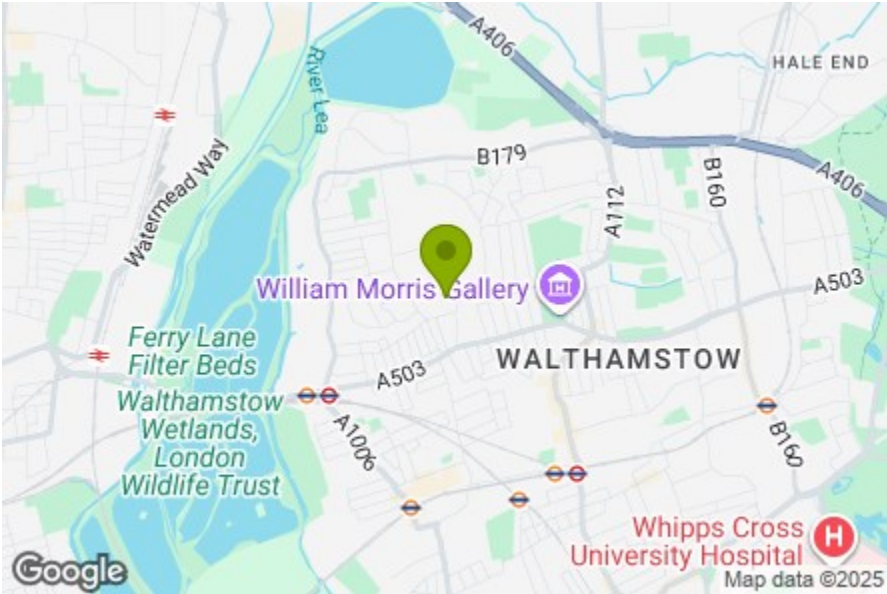 A406
HALE END
River Lea
B179
Watermead Way
A112
B160
A406
William Morris Gallery
A503
Ferry Lane
Filter Beds
WALTHAMSTOW
A503
Walthamstow
Wetlands,
London
Wildlife Trust
A1006
B160
Whipps Cross
University Hospital
H
Google
Map data ©2025